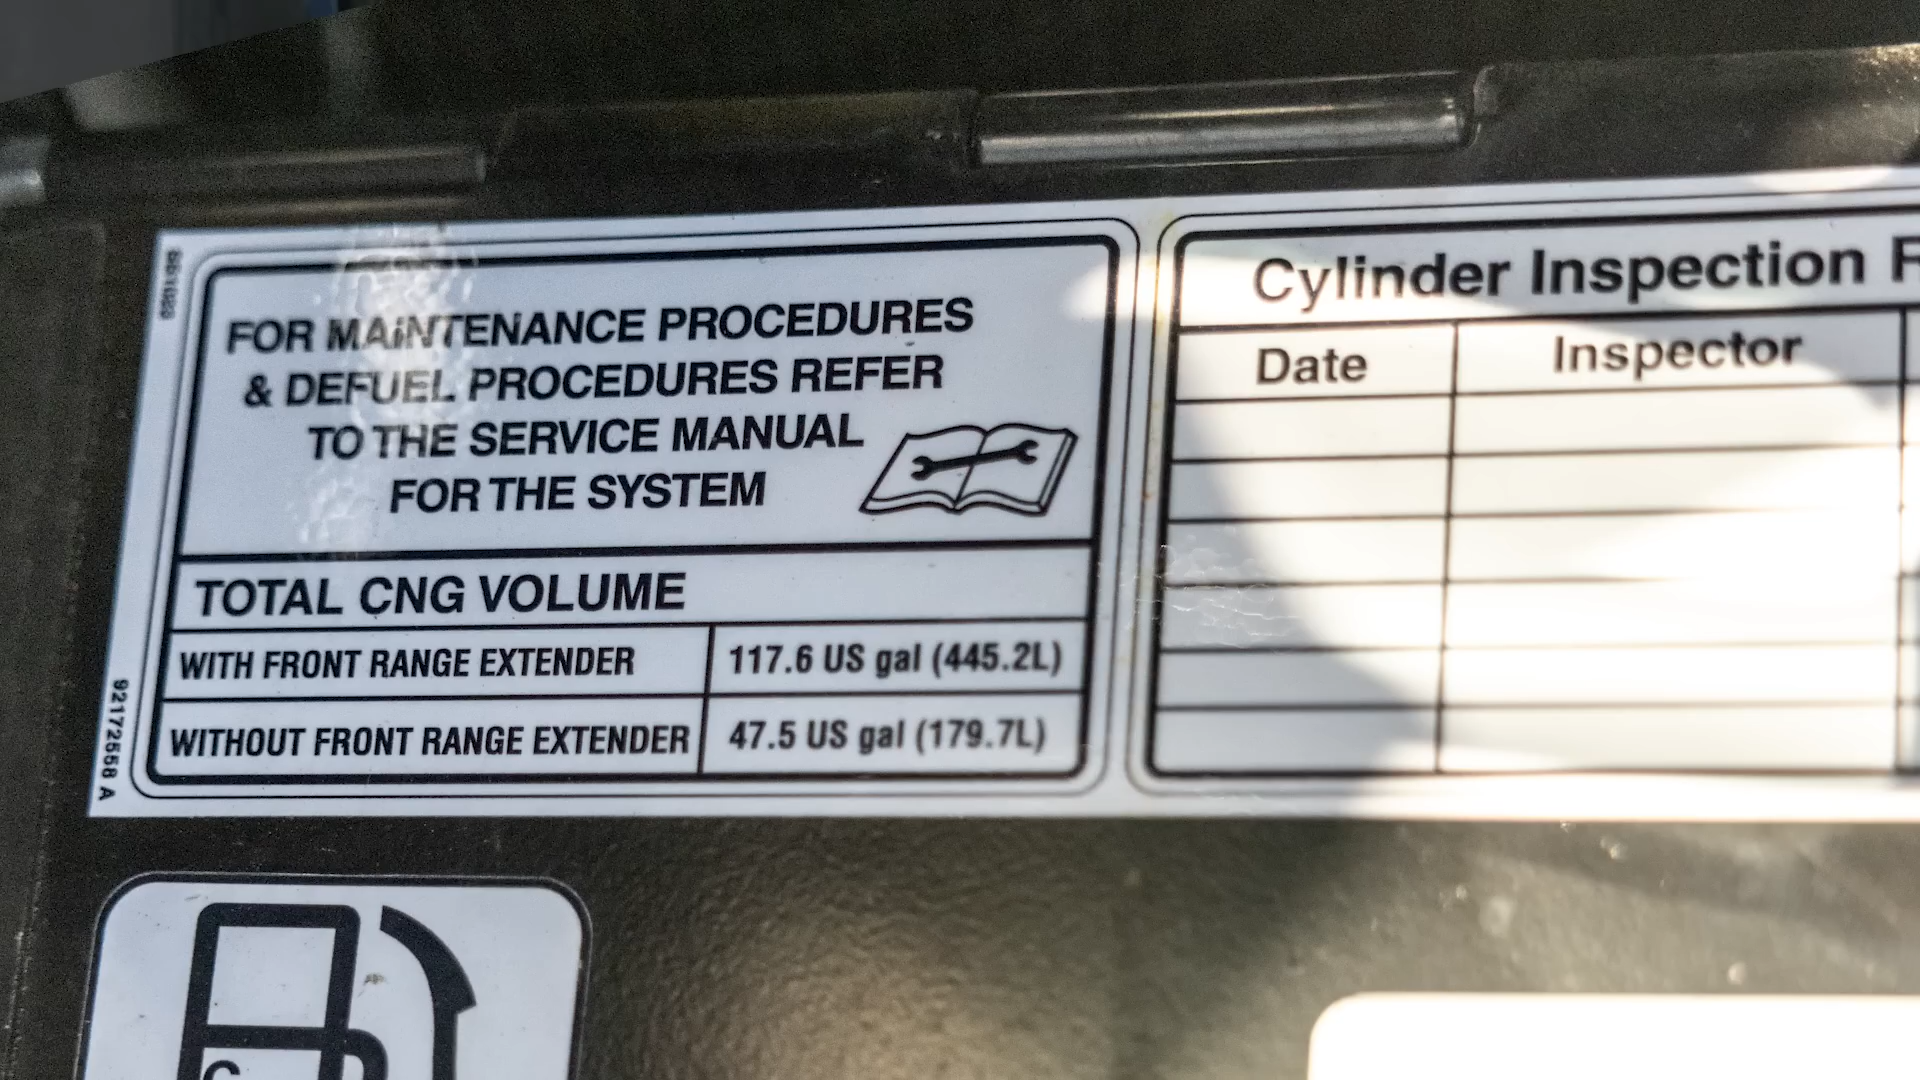 FOR MAINTENANCE PROCEDURES
& DEFUEL PROCEDURES REFER
TO THE SERVICE MANUAL
FOR THE SYSTEM
TOTAL CNG VOLUME
WITH FRONT RANGE EXTENDER 117.6 US gal (445.2L)
WITHOUT FRONT RANGE EXTENDER 47.5 US gal (179.7L)
92172558 A
Cylinder Inspection
Date Inspector
C